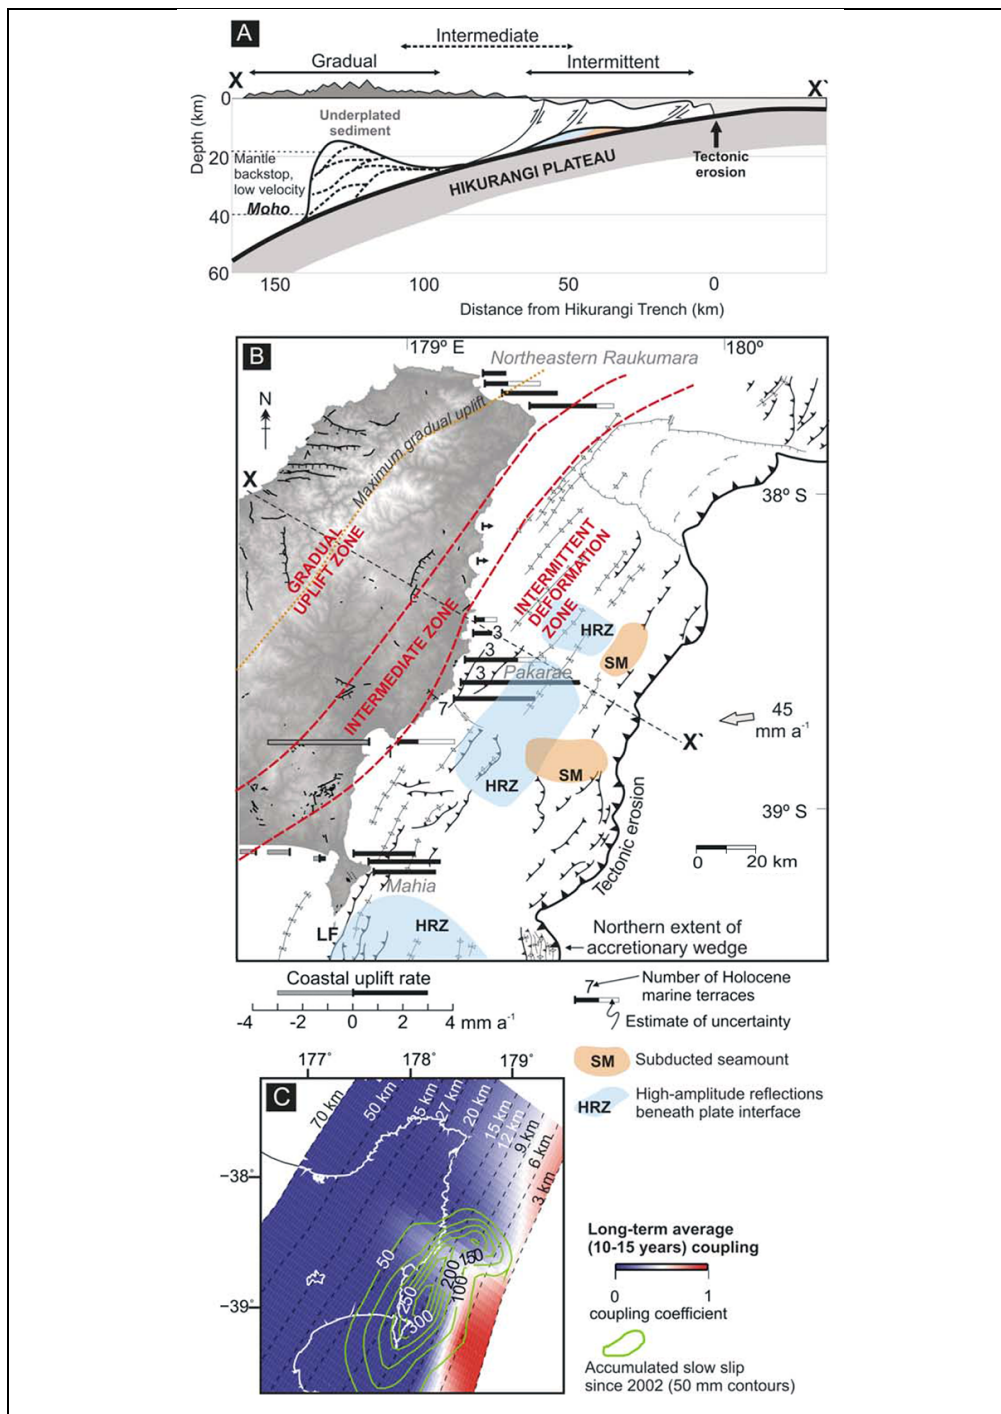 A
Intermediate
Gradual
Intermittent
X
X`
0
20
40
60
Depth (km)
Underplated
sediment
Mantle
backstop,
low velocity
Moho
HIKURANGI PLATEAU
Tectonic
erosion
150
100
50
0
Distance from Hikurangi Trench (km)
B
179º E
180º
Northeastern Raukumara
N
Maximum gradual uplift
X
38º S
GRADUAL
UPLIFT ZONE
INTERMITTENT
DEFORMATION
ZONE
INTERMEDIATE ZONE
HRZ
SM
3
3
Pakarae
3
7
45
mm a⁻¹
X`
1
HRZ
SM
39º S
Tectonic erosion
0
20 km
Mahia
LF
HRZ
Northern extent of
accretionary wedge
Coastal uplift rate
-4
-2
0
2
4 mm a⁻¹
7
Number of Holocene
marine terraces
Estimate of uncertainty
SM
Subducted seamount
HRZ
High-amplitude reflections
beneath plate interface
C
177°
178°
179°
−38°
−39°
70 km
50 km
35 km
27 km
20 km
15 km
12 km
9 km
6 km
3 km
50
150
200
100
250
300
Long-term average
(10-15 years) coupling
0
1
coupling coefficient
Accumulated slow slip
since 2002 (50 mm contours)